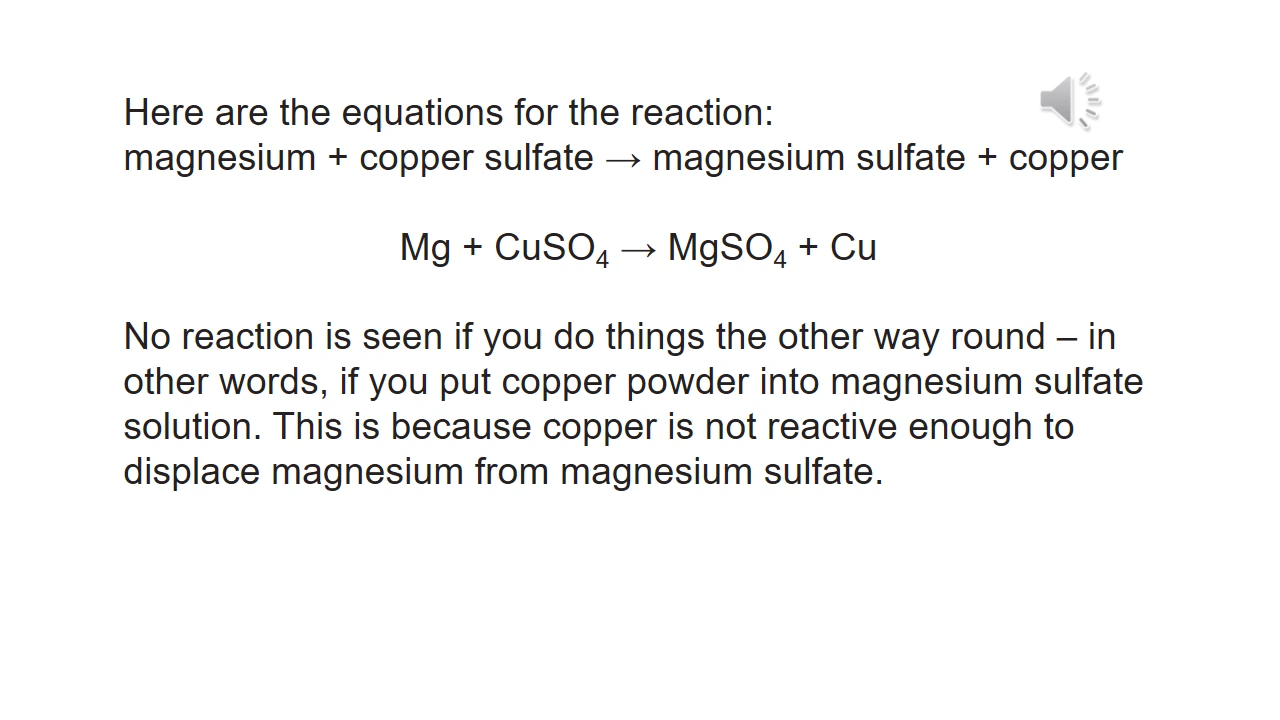 Here are the equations for the reaction:
magnesium + copper sulfate → magnesium sulfate + copper
Mg + CuSO₄ → MgSO₄ + Cu
No reaction is seen if you do things the other way round – in
other words, if you put copper powder into magnesium sulfate
solution. This is because copper is not reactive enough to
displace magnesium from magnesium sulfate.